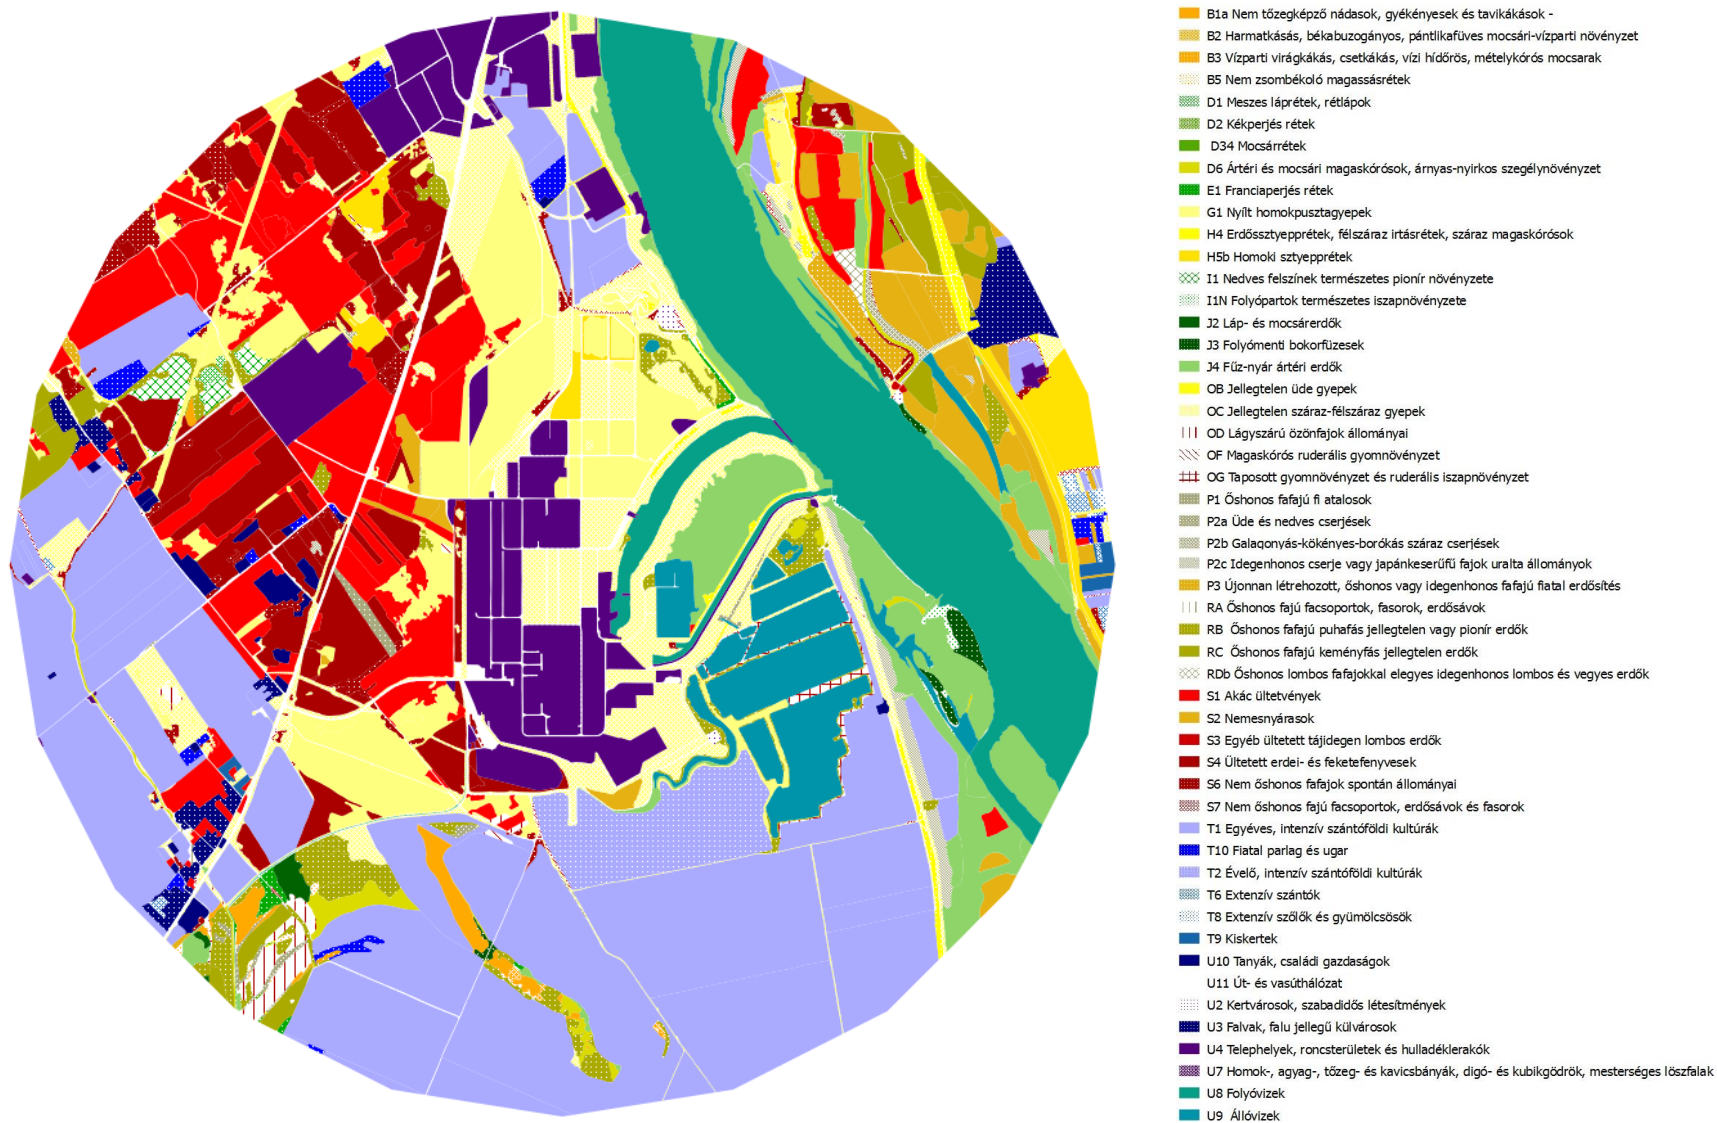 B1a Nem tőzegképző nádasok, gyékényesek és tavikákások -
B2 Harmatkásás, békabuzogányos, pántlikafüves mocsári-vízparti növényzet
B3 Vízparti virágkákás, csetkákás, vízi hídőrös, mételykórós mocsarak
B5 Nem zsombékoló magassásrétek
D1 Meszes láprétek, rétlápok
D2 Kékperjés rétek
D34 Mocsárrétek
D6 Ártéri és mocsári magaskórósok, árnyas-nyirkos szegélynövényzet
E1 Franciaperjés rétek
G1 Nyílt homokpusztagyepek
H4 Erdőssztyepprétek, félszáraz irtásrétek, száraz magaskórósok
H5b Homoki sztyepprétek
I1 Nedves felszínek természetes pionír növényzete
I1N Folyópartok természetes iszapnövényzete
J2 Láp- és mocsárerdők
J3 Folyómenti bokorfüzesek
J4 Fűz-nyár ártéri erdők
OB Jellegtelen üde gyepek
OC Jellegtelen száraz-félszáraz gyepek
OD Lágyszárú özönfajok állományai
OF Magaskórós ruderális gyomnövényzet
OG Taposott gyomnövényzet és ruderális iszapnövényzet
P1 Őshonos fafajú fi atalosok
P2a Üde és nedves cserjések
P2b Galagonyás-kökényes-borókás száraz cserjések
P2c Idegenhonos cserje vagy japánkeserűfű fajok uralta állományok
P3 Újonnan létrehozott, őshonos vagy idegenhonos fafajú fiatal erdősítés
RA Őshonos fajú facsoportok, fasorok, erdősávok
RB Őshonos fafajú puhafás jellegtelen vagy pionír erdők
RC Őshonos fafajú keményfás jellegtelen erdők
RDb Őshonos lombos fafajokkal elegyes idegenhonos lombos és vegyes erdők
S1 Akác ültetvények
S2 Nemesnyárasok
S3 Egyéb ültetett tájidegen lombos erdők
S4 Ültetett erdei- és feketefenyvesek
S6 Nem őshonos fafajok spontán állományai
S7 Nem őshonos fajú facsoportok, erdősávok és fasorok
T1 Egyéves, intenzív szántóföldi kultúrák
T10 Fiatal parlag és ugar
T2 Évelő, intenzív szántóföldi kultúrák
T6 Extenzív szántók
T8 Extenzív szőlők és gyümölcsösök
T9 Kiskertek
U10 Tanyák, családi gazdaságok
U11 Út- és vasúthálózat
U2 Kertvárosok, szabadidős létesítmények
U3 Falvak, falu jellegű külvárosok
U4 Telephelyek, roncsterületek és hulladéklerakók
U7 Homok-, agyag-, tőzeg- és kavicsbányák, digó- és kubikgödrök, mesterséges löszfalak
U8 Folyóvizek
U9 Állóvizek